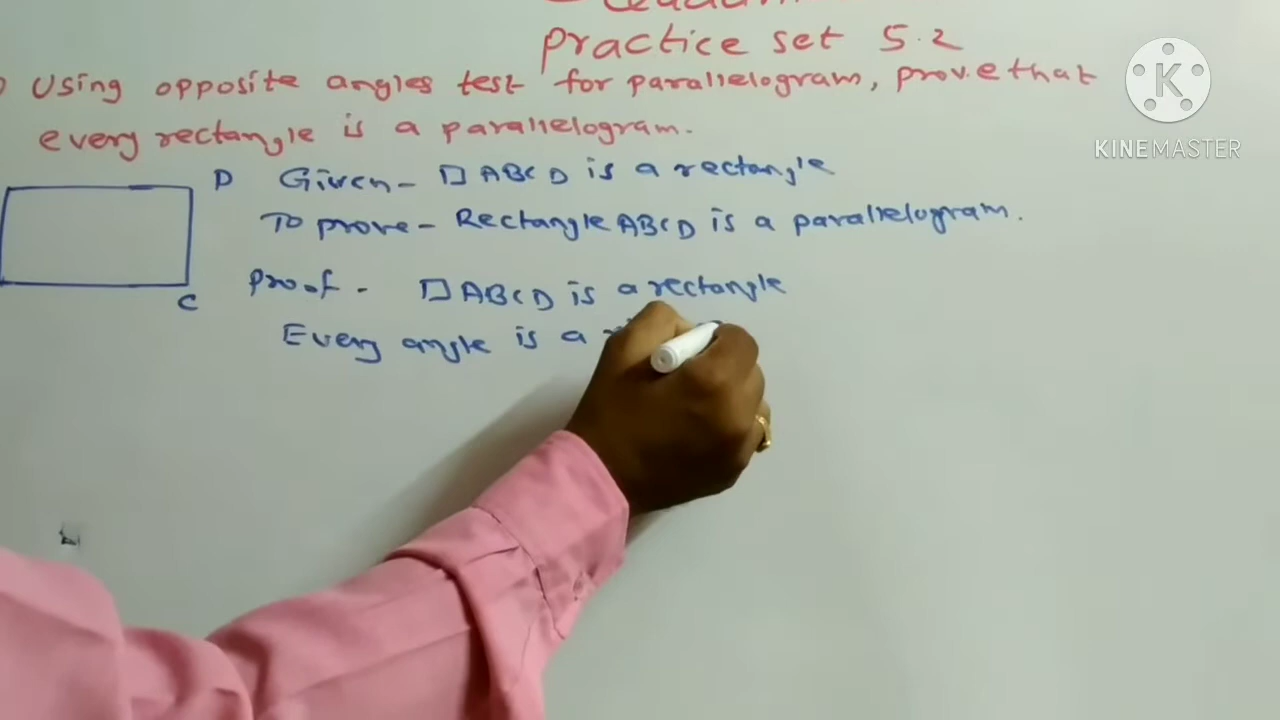 Practice set 5.2
Using opposite angles test for parallelogram, prove that
every rectangle is a parallelogram.
D Given - □ ABCD is a rectangle
To prove - Rectangle ABCD is a parallelogram.
C
Proof - □ ABCD is a rectangle
Every angle is a
K
KINEMASTER